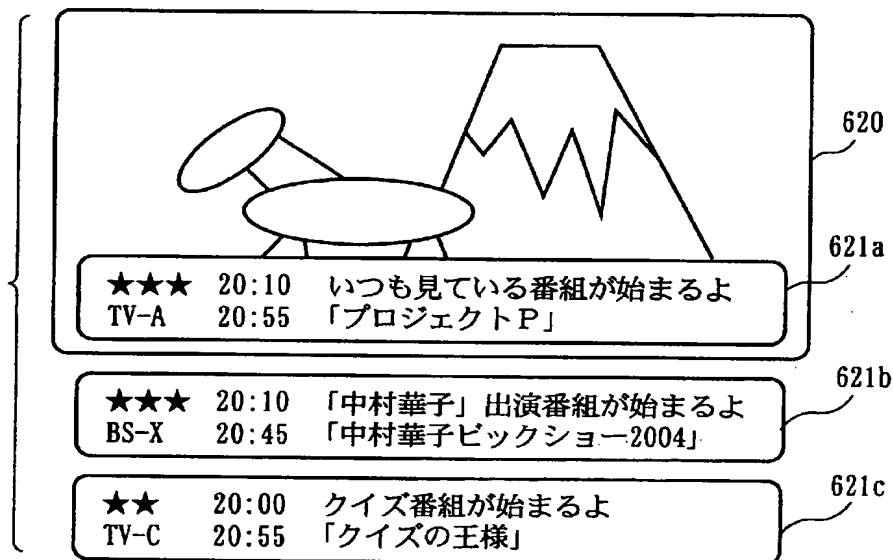 620
621a
★★★ 20:10 いつも見ている番組が始まるよ
TV-A 20:55 「プロジェクトP」
621b
★★★ 20:10 「中村華子」出演番組が始まるよ
BS-X 20:45 「中村華子ビックショー2004」
621c
★★ 20:00 クイズ番組が始まるよ
TV-C 20:55 「クイズの王様」